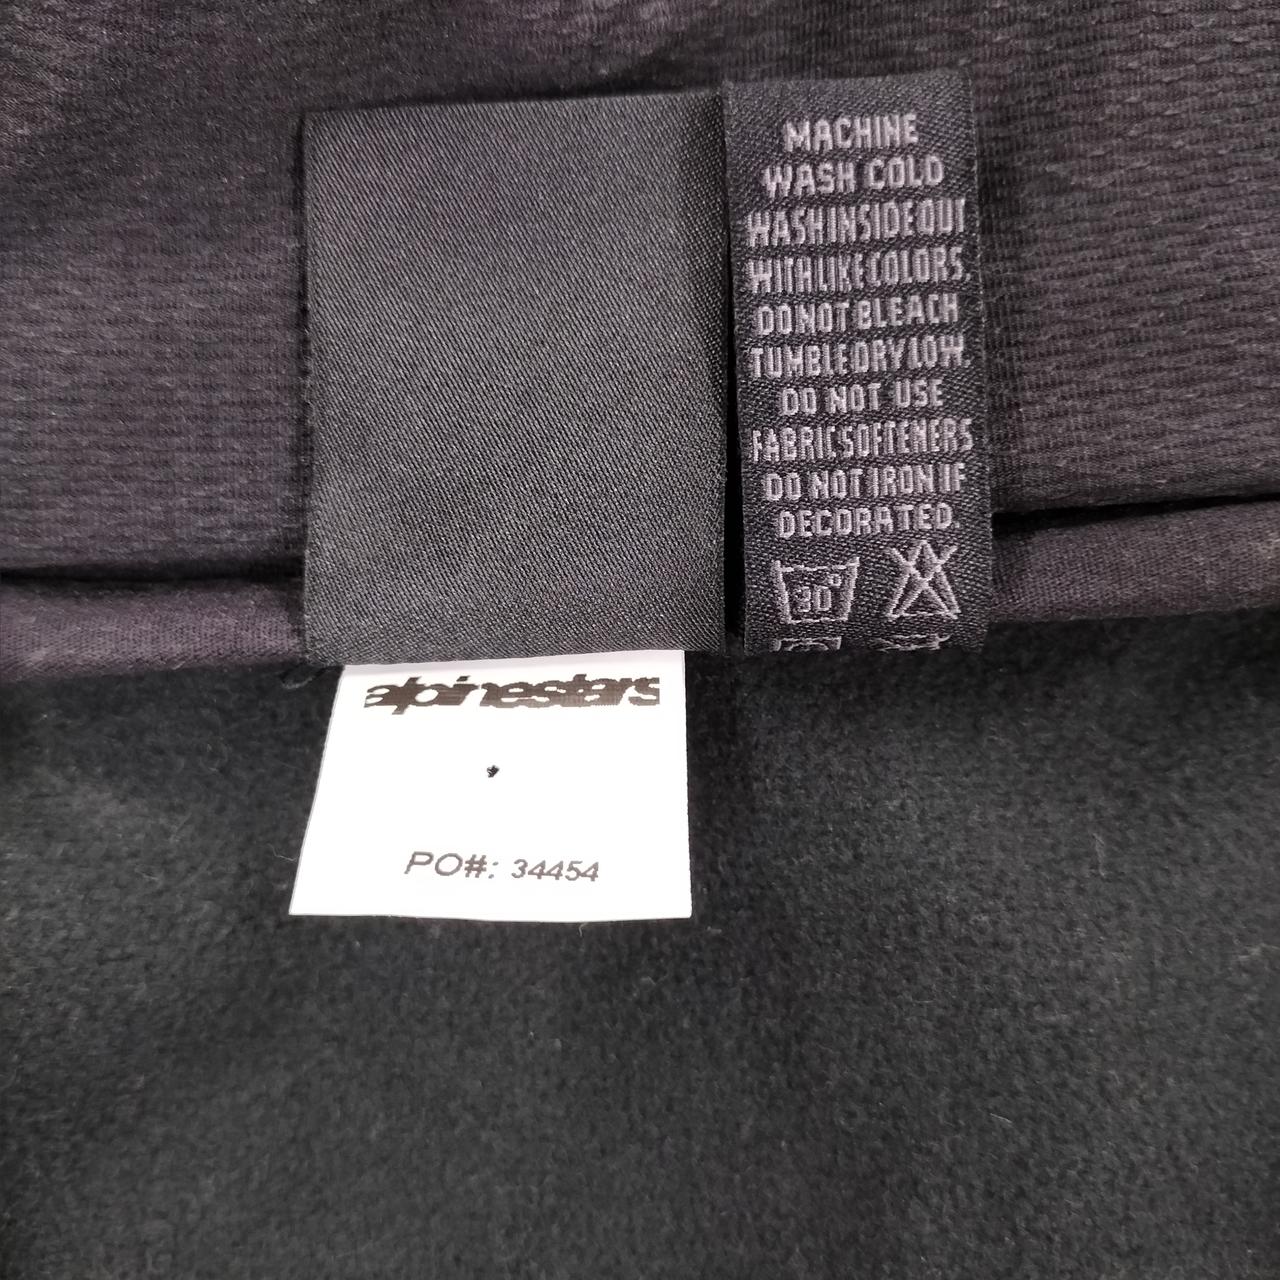 MACHINE
WASH COLD
WASH INSIDE OUT
WITH LIKE COLORS.
DO NOT BLEACH
TUMBLE DRY LOW
DO NOT USE
FABRIC SOFTENERS
DO NOT IRON IF
DECORATED.
30°
alpinestars
PO#: 34454